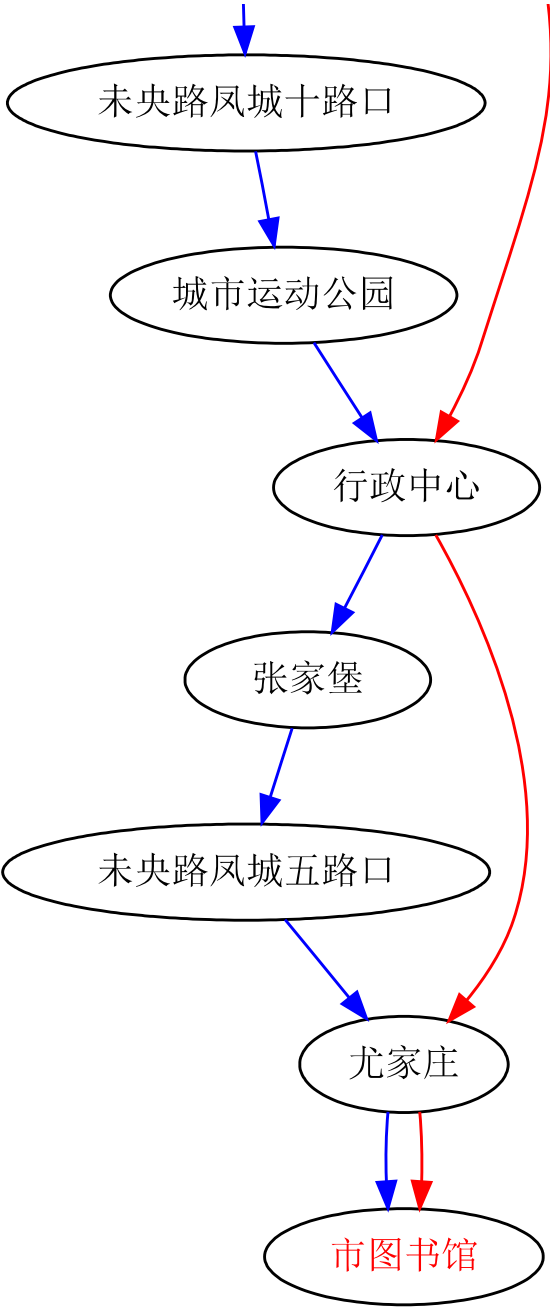 未央路凤城十路口
城市运动公园
行政中心
张家堡
未央路凤城五路口
尤家庄
市图书馆